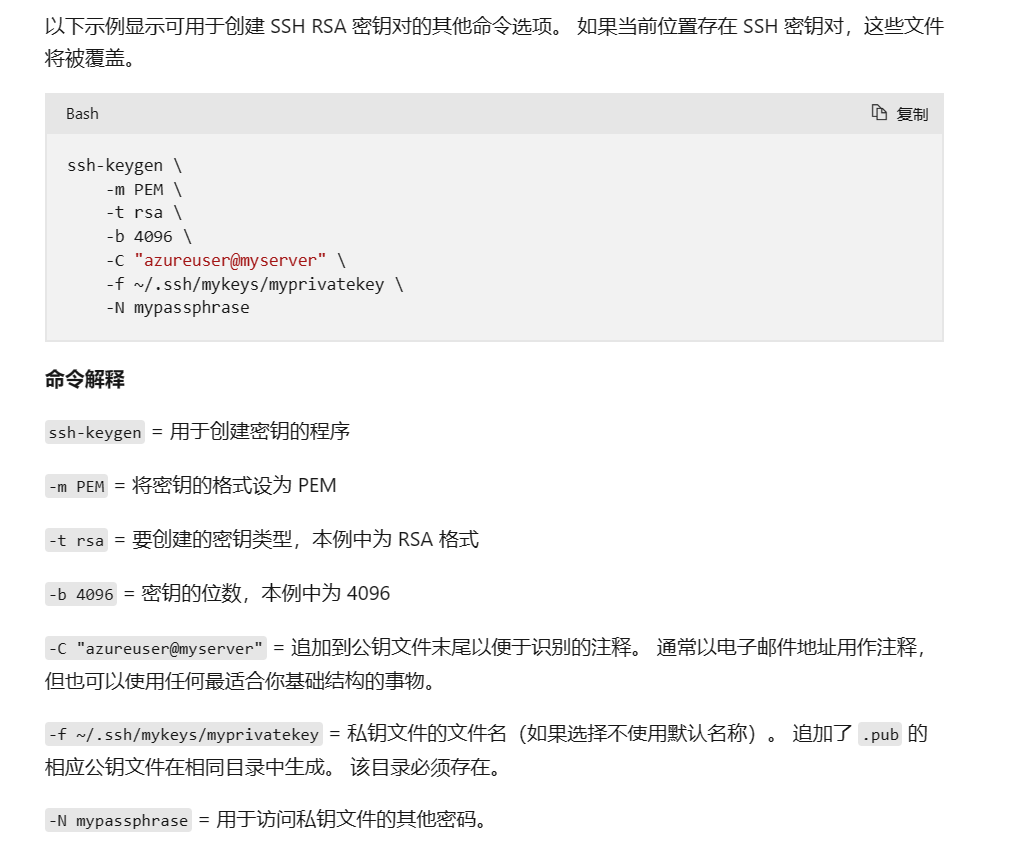 以下示例显示可用于创建 SSH RSA 密钥对的其他命令选项。 如果当前位置存在 SSH 密钥对，这些文件
将被覆盖。
Bash
复制
ssh-keygen \
    -m PEM \
    -t rsa \
    -b 4096 \
    -C "azureuser@myserver" \
    -f ~/.ssh/mykeys/myprivatekey \
    -N mypassphrase
命令解释
ssh-keygen = 用于创建密钥的程序
-m PEM = 将密钥的格式设为 PEM
-t rsa = 要创建的密钥类型，本例中为 RSA 格式
-b 4096 = 密钥的位数，本例中为 4096
-C "azureuser@myserver" = 追加到公钥文件末尾以便于识别的注释。 通常以电子邮件地址用作注释，
但也可以使用任何最适合你基础结构的事物。
-f ~/.ssh/mykeys/myprivatekey = 私钥文件的文件名（如果选择不使用默认名称）。 追加了 .pub 的
相应公钥文件在相同目录中生成。 该目录必须存在。
-N mypassphrase = 用于访问私钥文件的其他密码。